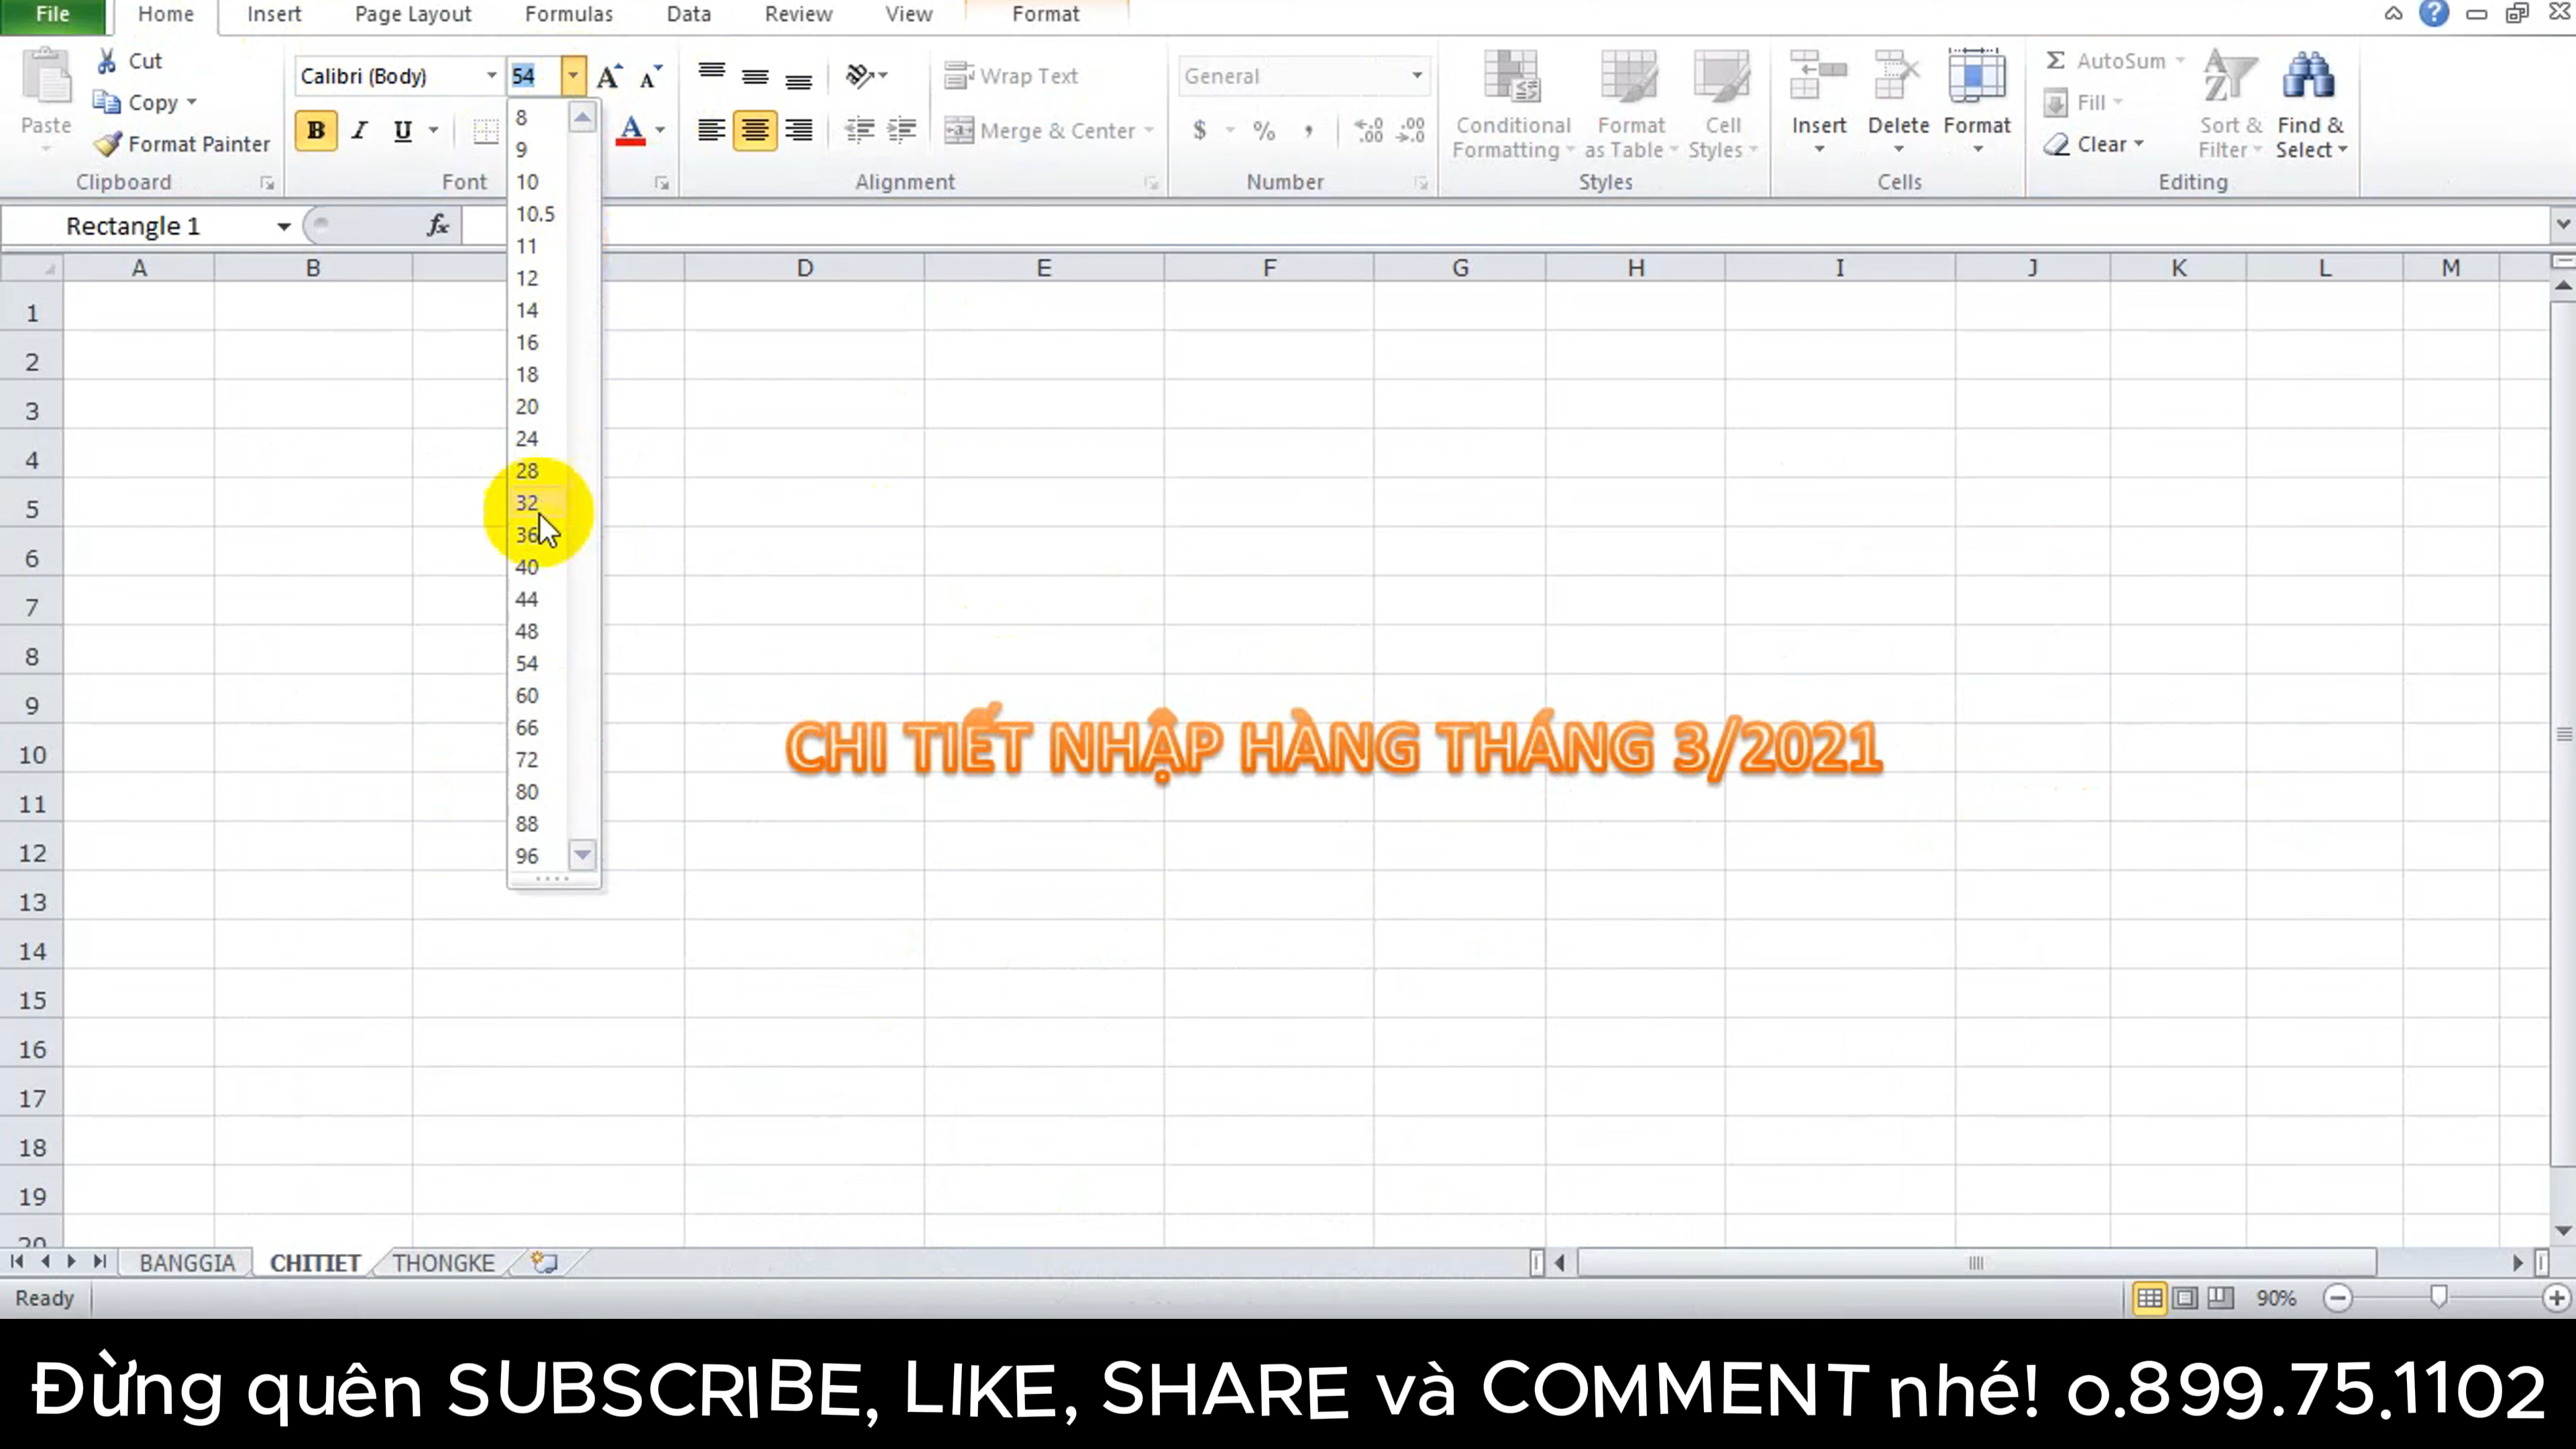 File Home Insert Page Layout Formulas Data Review View Format
Cut
Copy
Format Painter
Paste
Clipboard
Calibri (Body) 54
B I U A
Font
Wrap Text
Merge & Center
Alignment
General
$ % ,
Number
Conditional Formatting
Format as Table
Cell Styles
Styles
Insert Delete Format
Cells
Σ AutoSum
Fill
Clear
Sort & Filter
Find & Select
Editing
Rectangle 1 fx
8
9
10
10.5
11
12
14
16
18
20
24
28
32
36
40
44
48
54
60
66
72
80
88
96
A B D E F G H I J K L M
1
2
3
4
5
6
7
8
9
10
11
12
13
14
15
16
17
18
19
20
CHI TIẾT NHẬP HÀNG THÁNG 3/2021
BANGGIA CHITIET THONGKE
Ready 90%
Đừng quên SUBSCRIBE, LIKE, SHARE và COMMENT nhé! 0.899.75.1102